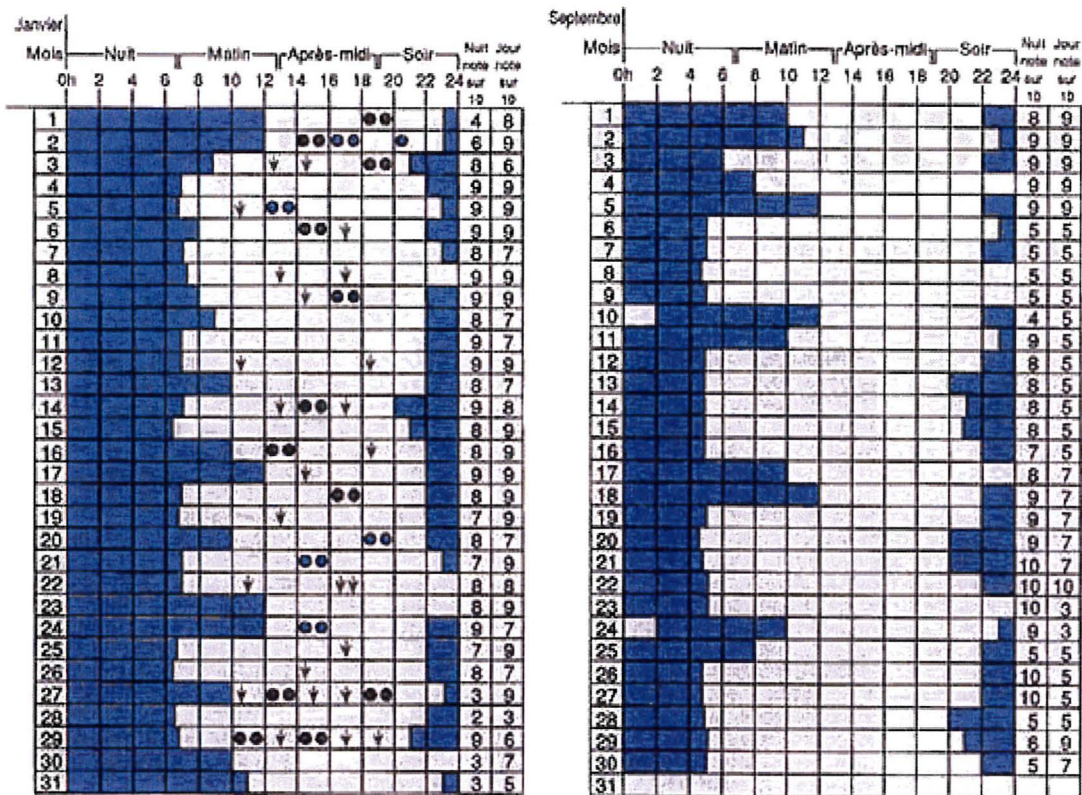 Janvier
Mois Nuit Matin Après-midi Soir Nuit note sur 10 Jour note sur 10
0h 2 4 6 8 10 12 14 16 18 20 22 24
1 4 8
2 6 9
3 8 6
4 9 9
5 9 9
6 9 9
7 8 7
8 9 9
9 9 9
10 8 7
11 9 7
12 9 9
13 8 7
14 9 8
15 8 9
16 8 9
17 9 9
18 8 9
19 7 9
20 8 7
21 7 9
22 8 8
23 8 9
24 9 7
25 7 9
26 8 7
27 3 9
28 2 3
29 9 6
30 3 7
31 3 5
Septembre
Mois Nuit Matin Après-midi Soir Nuit note sur 10 Jour note sur 10
0h 2 4 6 8 10 12 14 16 18 20 22 24
1 8 9
2 9 9
3 9 9
4 9 9
5 9 9
6 5 5
7 5 5
8 5 5
9 5 5
10 4 5
11 9 5
12 8 5
13 8 5
14 8 5
15 8 5
16 7 5
17 8 7
18 9 7
19 9 7
20 9 7
21 10 7
22 10 10
23 10 3
24 9 3
25 5 5
26 10 5
27 10 5
28 5 5
29 8 9
30 5 7
31